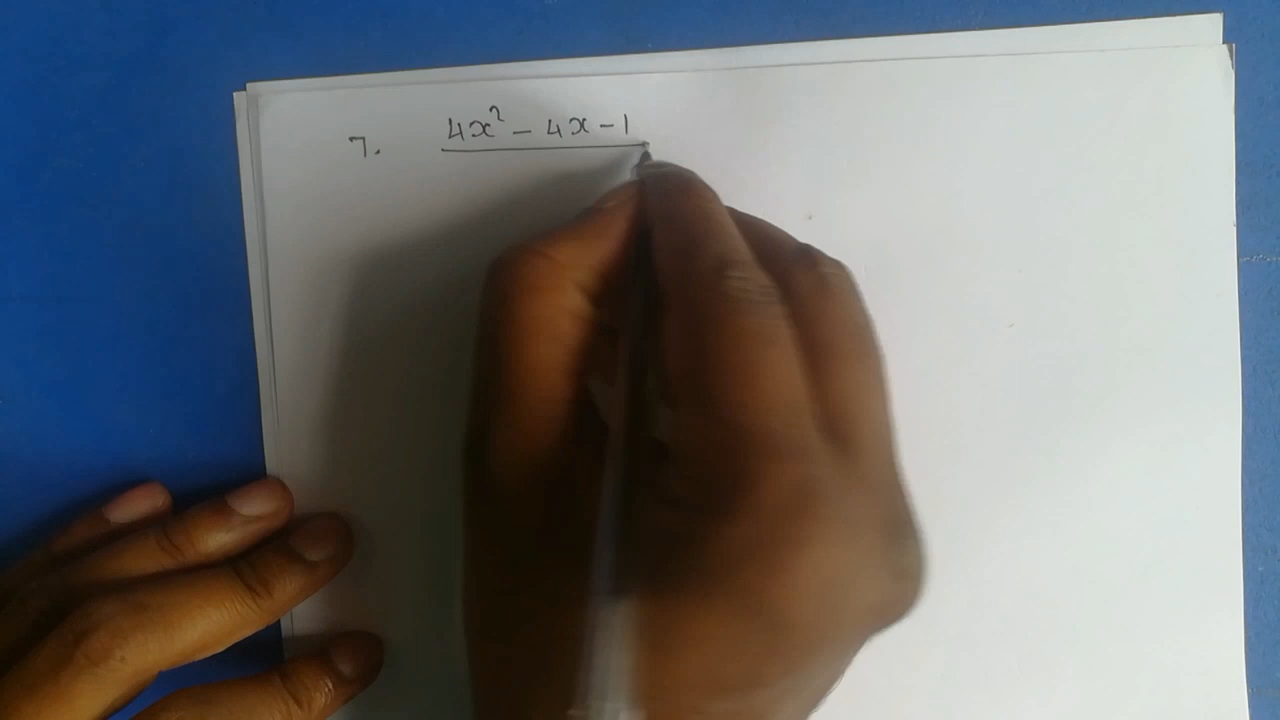 7. 4x² - 4x - 1